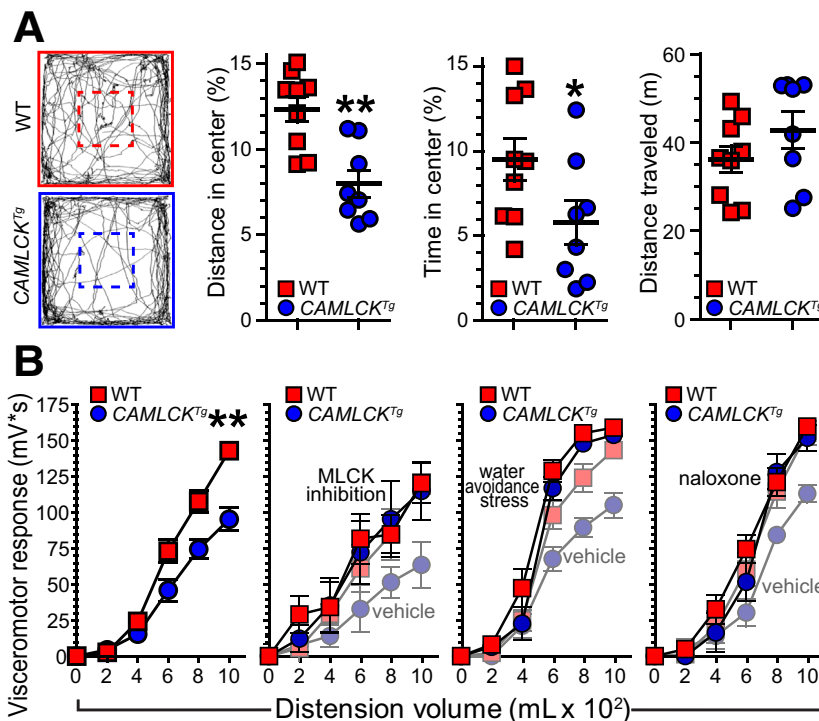 A
WT
CAMLCKTg
Distance in center (%)
15
10
5
0
**
WT
CAMLCKTg
Time in center (%)
15
10
5
0
*
WT
CAMLCKTg
Distance traveled (m)
60
40
20
0
B
Visceromotor response (mV*s)
175
150
125
100
75
50
25
0
WT
CAMLCKTg
**
0 2 4 6 8 10
WT
CAMLCKTg
MLCK
inhibition
vehicle
0 2 4 6 8 10
WT
CAMLCKTg
water
avoidance
stress
vehicle
0 2 4 6 8 10
WT
CAMLCKTg
naloxone
vehicle
0 2 4 6 8 10
Distension volume (mL x 10²)